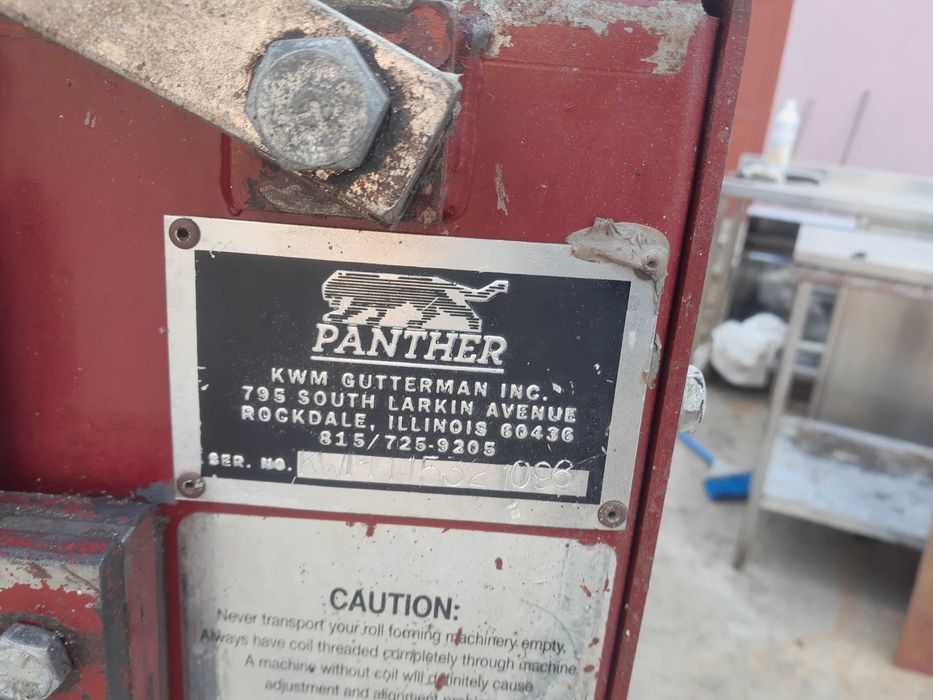 PANTHER
KWM GUTTERMAN INC.
795 SOUTH LARKIN AVENUE
ROCKDALE, ILLINOIS 60436
815/725-9205
SER. NO.
CAUTION:
Never transport your roll forming machinery empty.
Always have coil threaded completely through machine.
A machine without coil will definitely cause
adjustment and alignment